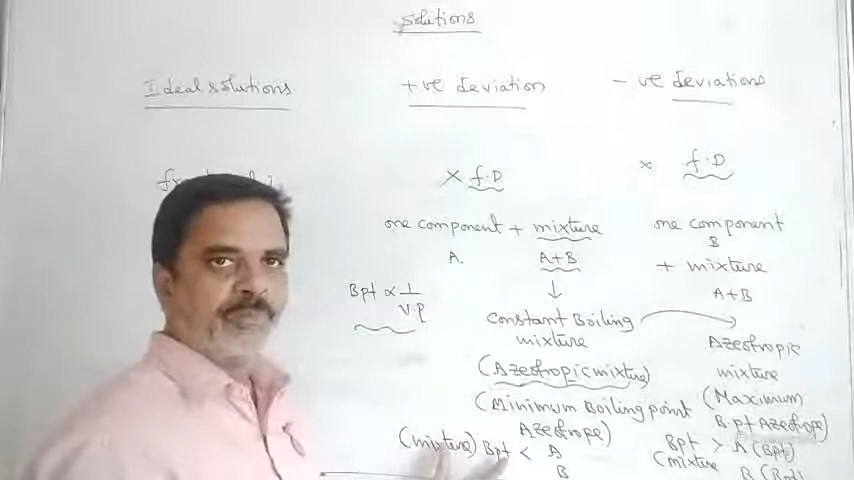 Solutions
Ideal solutions
+ve deviation
- ve deviations
X f.D
x f.D
one component + mixture
A. A+B
↓
Bpt ∝ 1/V.P
constant Boiling
mixture
(Azeotropic mixture)
(Minimum Boiling point
Azeotrope)
(mixture) Bpt < A
B
one component
B
+ mixture
A+B
Azeotropic
mixture
(Maximum
B.pt Azeotrope)
Bpt > A (Bpt)
(mixture B (Bpt)